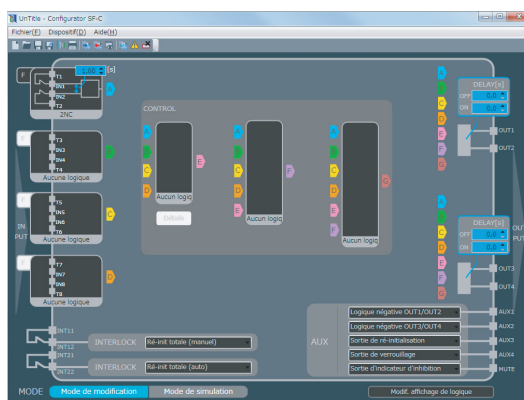 UnTitle - Configurator SF-C
Fichier(F) Dispositif(D) Aide(H)
F
T1
IN1
IN2
T2
2NC
1,00 [s]
A
F
T3
IN3
IN4
T4
Aucune logique
B
F
T5
IN5
IN6
T6
Aucune logique
C
F
T7
IN7
IN8
T8
Aucune logique
D
IN
PUT
CONTROL
A
B
C
D
Aucun logiq
Détails
E
A
B
C
D
E
Aucun logiq
F
A
B
C
D
E
F
Aucun logiq
G
A
B
C
D
E
F
G
DELAY[s]
OFF 0,0
ON 0,0
OUT1
OUT2
A
B
C
D
E
F
G
DELAY[s]
OFF 0,0
ON 0,0
OUT3
OUT4
OUT
PUT
INT11
INT12
INTERLOCK Ré-init totale (manuel)
INT21
INT22
INTERLOCK Ré-init totale (auto)
AUX
Logique négative OUT1/OUT2 AUX1
Logique négative OUT3/OUT4 AUX2
Sortie de ré-initialisation AUX3
Sortie de verrouillage AUX4
Sortie d'indicateur d'inhibition MUTE
MODE Mode de modification Mode de simulation Modif. affichage de logique